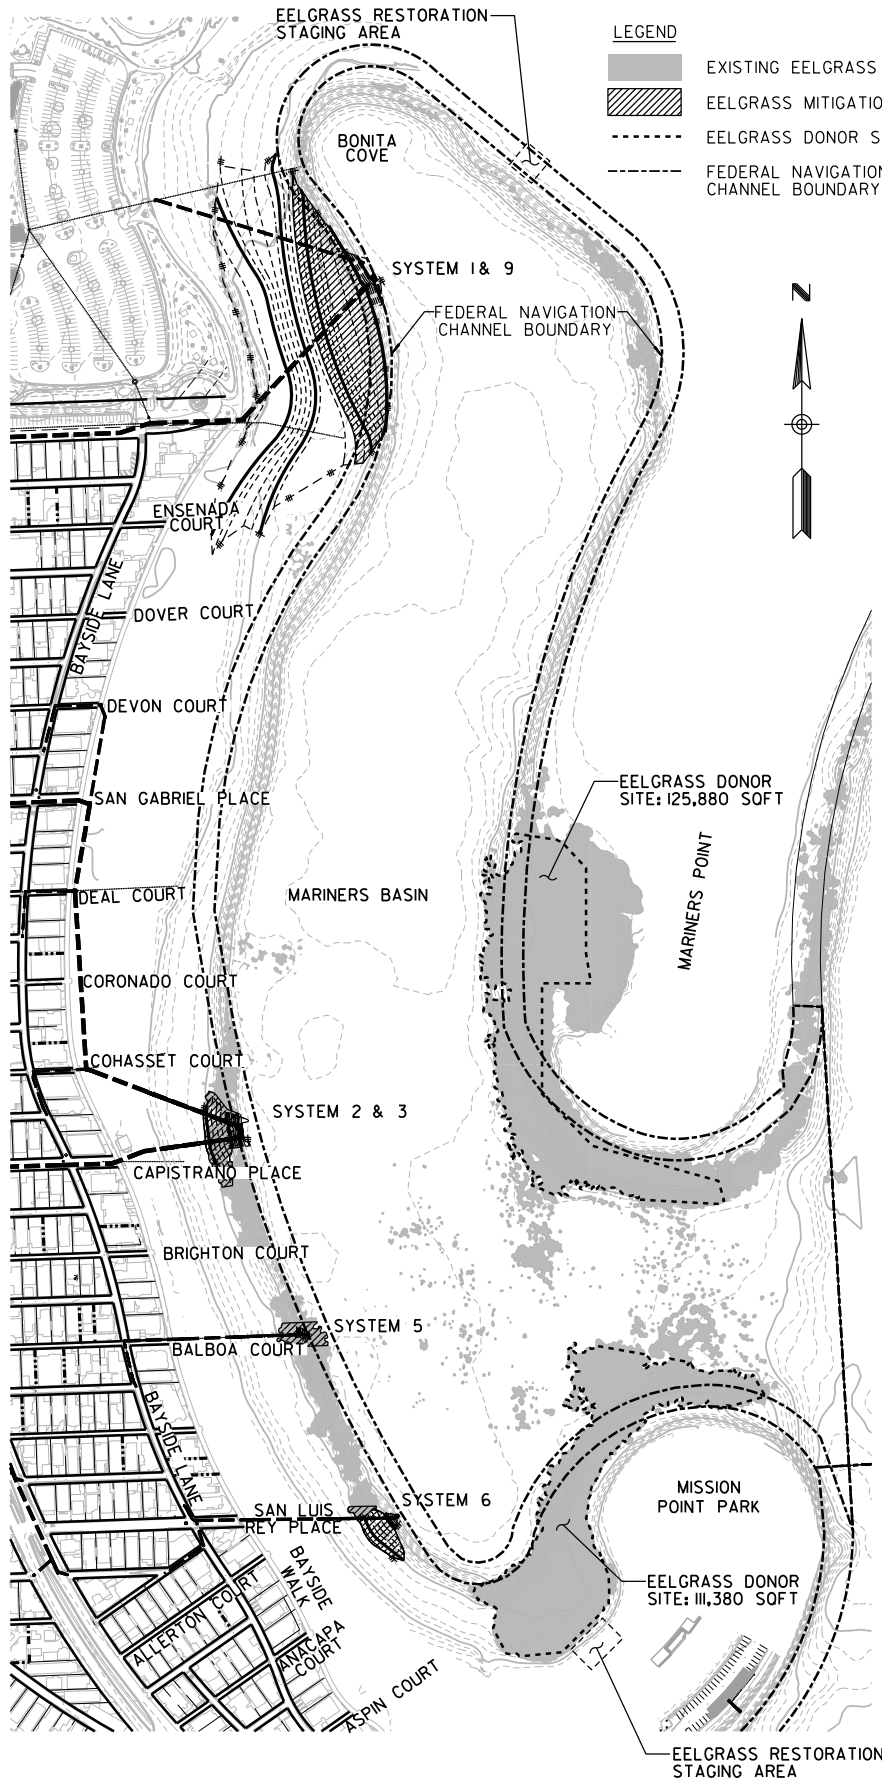 EELGRASS RESTORATION
STAGING AREA
LEGEND
EXISTING EELGRASS
EELGRASS MITIGATIO
EELGRASS DONOR S
FEDERAL NAVIGATION
CHANNEL BOUNDARY
BONITA
COVE
SYSTEM 1 & 9
N
FEDERAL NAVIGATION
CHANNEL BOUNDARY
ENSENADA
COURT
BAYSIDE LANE
DOVER COURT
DEVON COURT
EELGRASS DONOR
SITE: 125,880 SQFT
SAN GABRIEL PLACE
MARINERS POINT
DEAL COURT
MARINERS BASIN
CORONADO COURT
COHASSET COURT
SYSTEM 2 & 3
CAPISTRANO PLACE
BRIGHTON COURT
SYSTEM 5
BALBOA COURT
BAYSIDE LANE
MISSION
POINT PARK
SYSTEM 6
SAN LUIS
REY PLACE
BAYSIDE
WALK
EELGRASS DONOR
SITE: 111,380 SQFT
ALLERTON COURT
ANACAPA
COURT
ASPIN COURT
EELGRASS RESTORATION
STAGING AREA